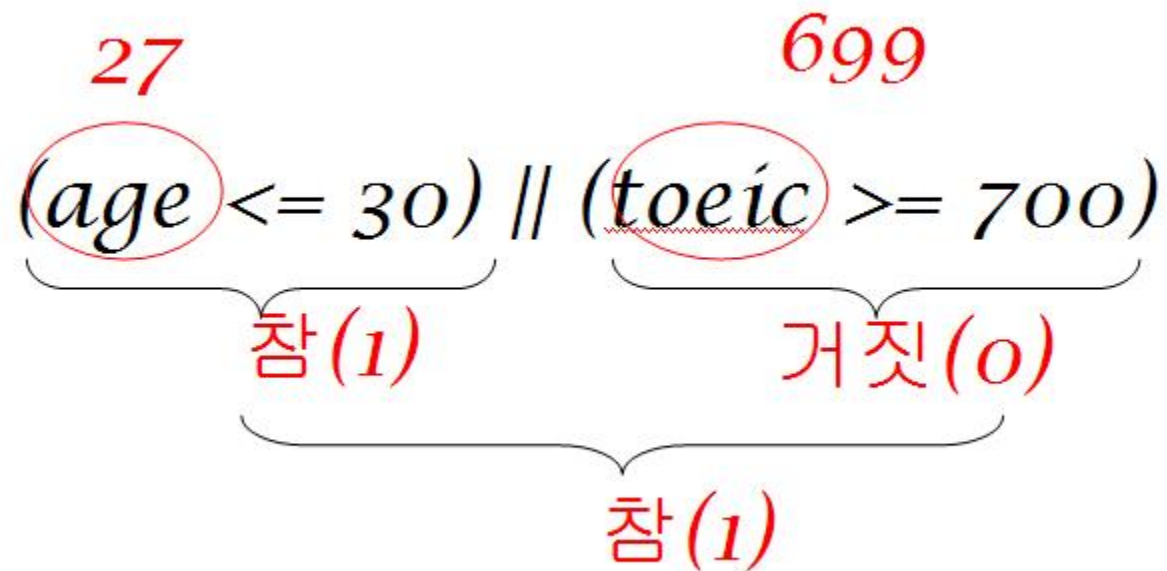 27 699
(age <= 30) || (toeic >= 700)
참(1) 거짓(0)
참(1)